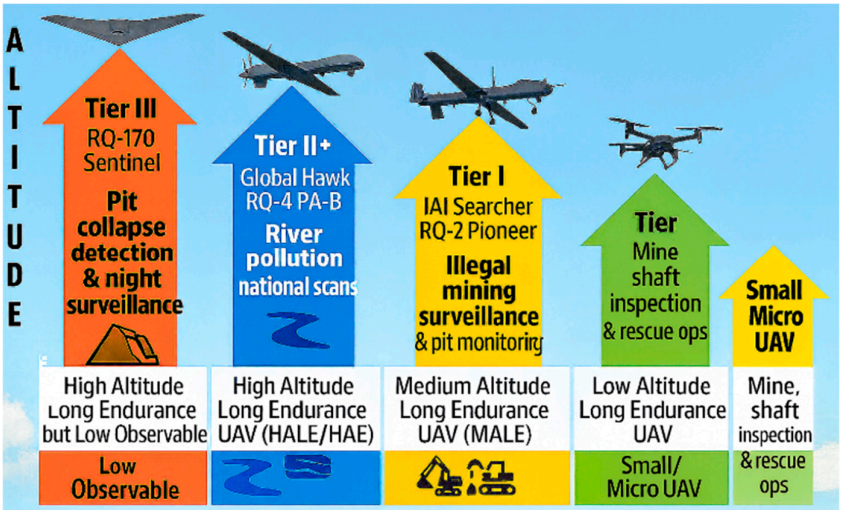 ALTITUDE
Tier III
RQ-170
Sentinel
Pit
collapse
detection
& night
surveillance
High Altitude
Long Endurance
but Low Observable
Low
Observable
Tier II+
Global Hawk
RQ-4 PA-B
River
pollution
national scans
High Altitude
Long Endurance
UAV (HALE/HAE)
Tier I
IAI Searcher
RQ-2 Pioneer
Illegal
mining
surveillance
& pit monitoring
Medium Altitude
Long Endurance
UAV (MALE)
Tier
Mine
shaft
inspection
& rescue ops
Low Altitude
Long Endurance
UAV
Small/
Micro UAV
Small
Micro
UAV
Mine,
shaft
inspection
& rescue
ops